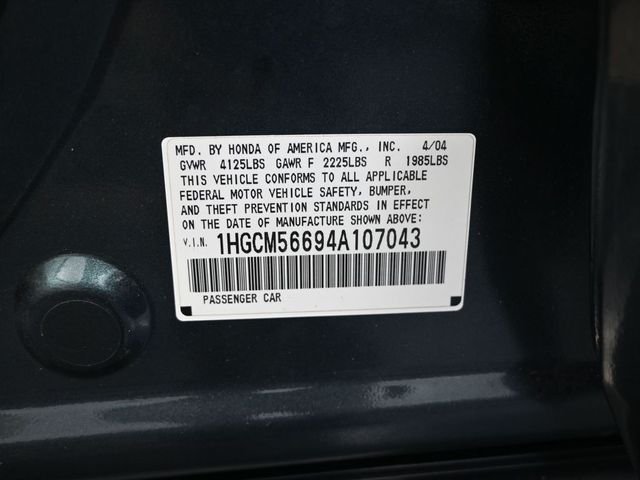 MFD. BY HONDA OF AMERICA MFG., INC. 4/04
GVWR 4125LBS GAWR F 2225LBS R 1985LBS
THIS VEHICLE CONFORMS TO ALL APPLICABLE
FEDERAL MOTOR VEHICLE SAFETY, BUMPER,
AND THEFT PREVENTION STANDARDS IN EFFECT
ON THE DATE OF MANUFACTURE SHOWN ABOVE:
V.I.N. 1HGCM56694A107043
PASSENGER CAR